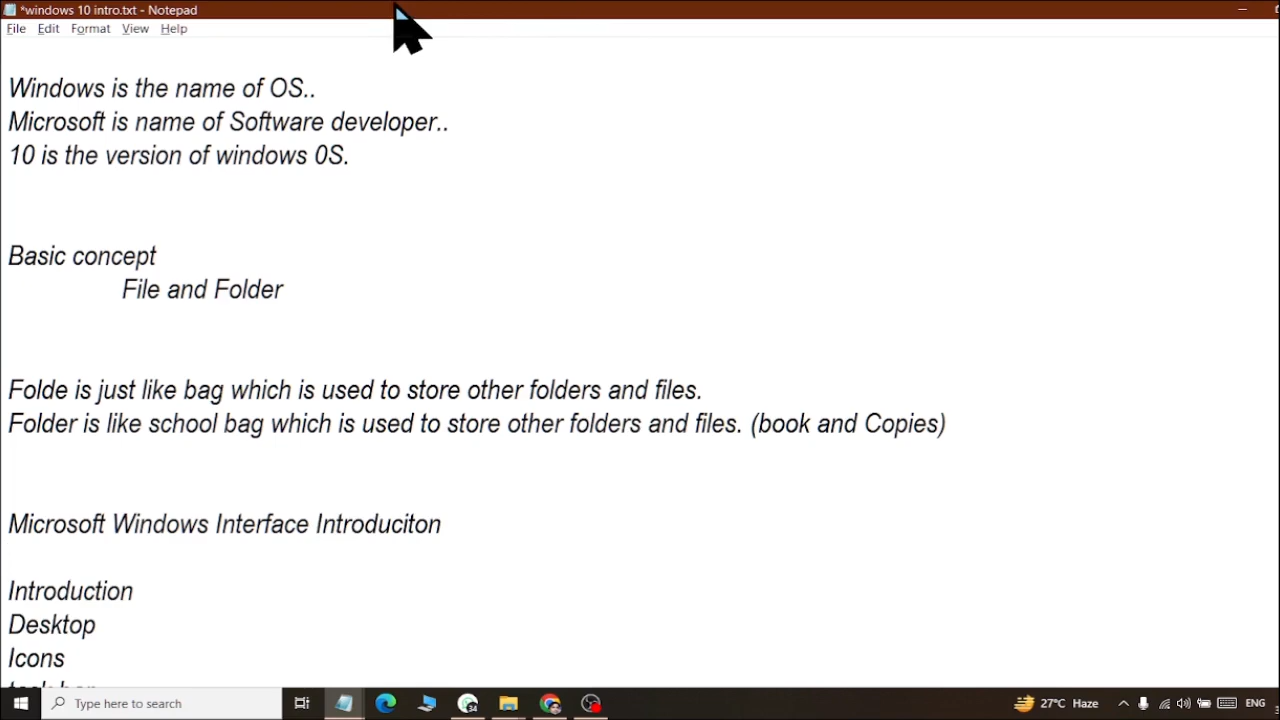 *windows 10 intro.txt - Notepad
File Edit Format View Help
Windows is the name of OS..
Microsoft is name of Software developer..
10 is the version of windows 0S.
Basic concept
File and Folder
Folde is just like bag which is used to store other folders and files.
Folder is like school bag which is used to store other folders and files. (book and Copies)
Microsoft Windows Interface Introduciton
Introduction
Desktop
Icons
Type here to search
27°C Haze
ENG